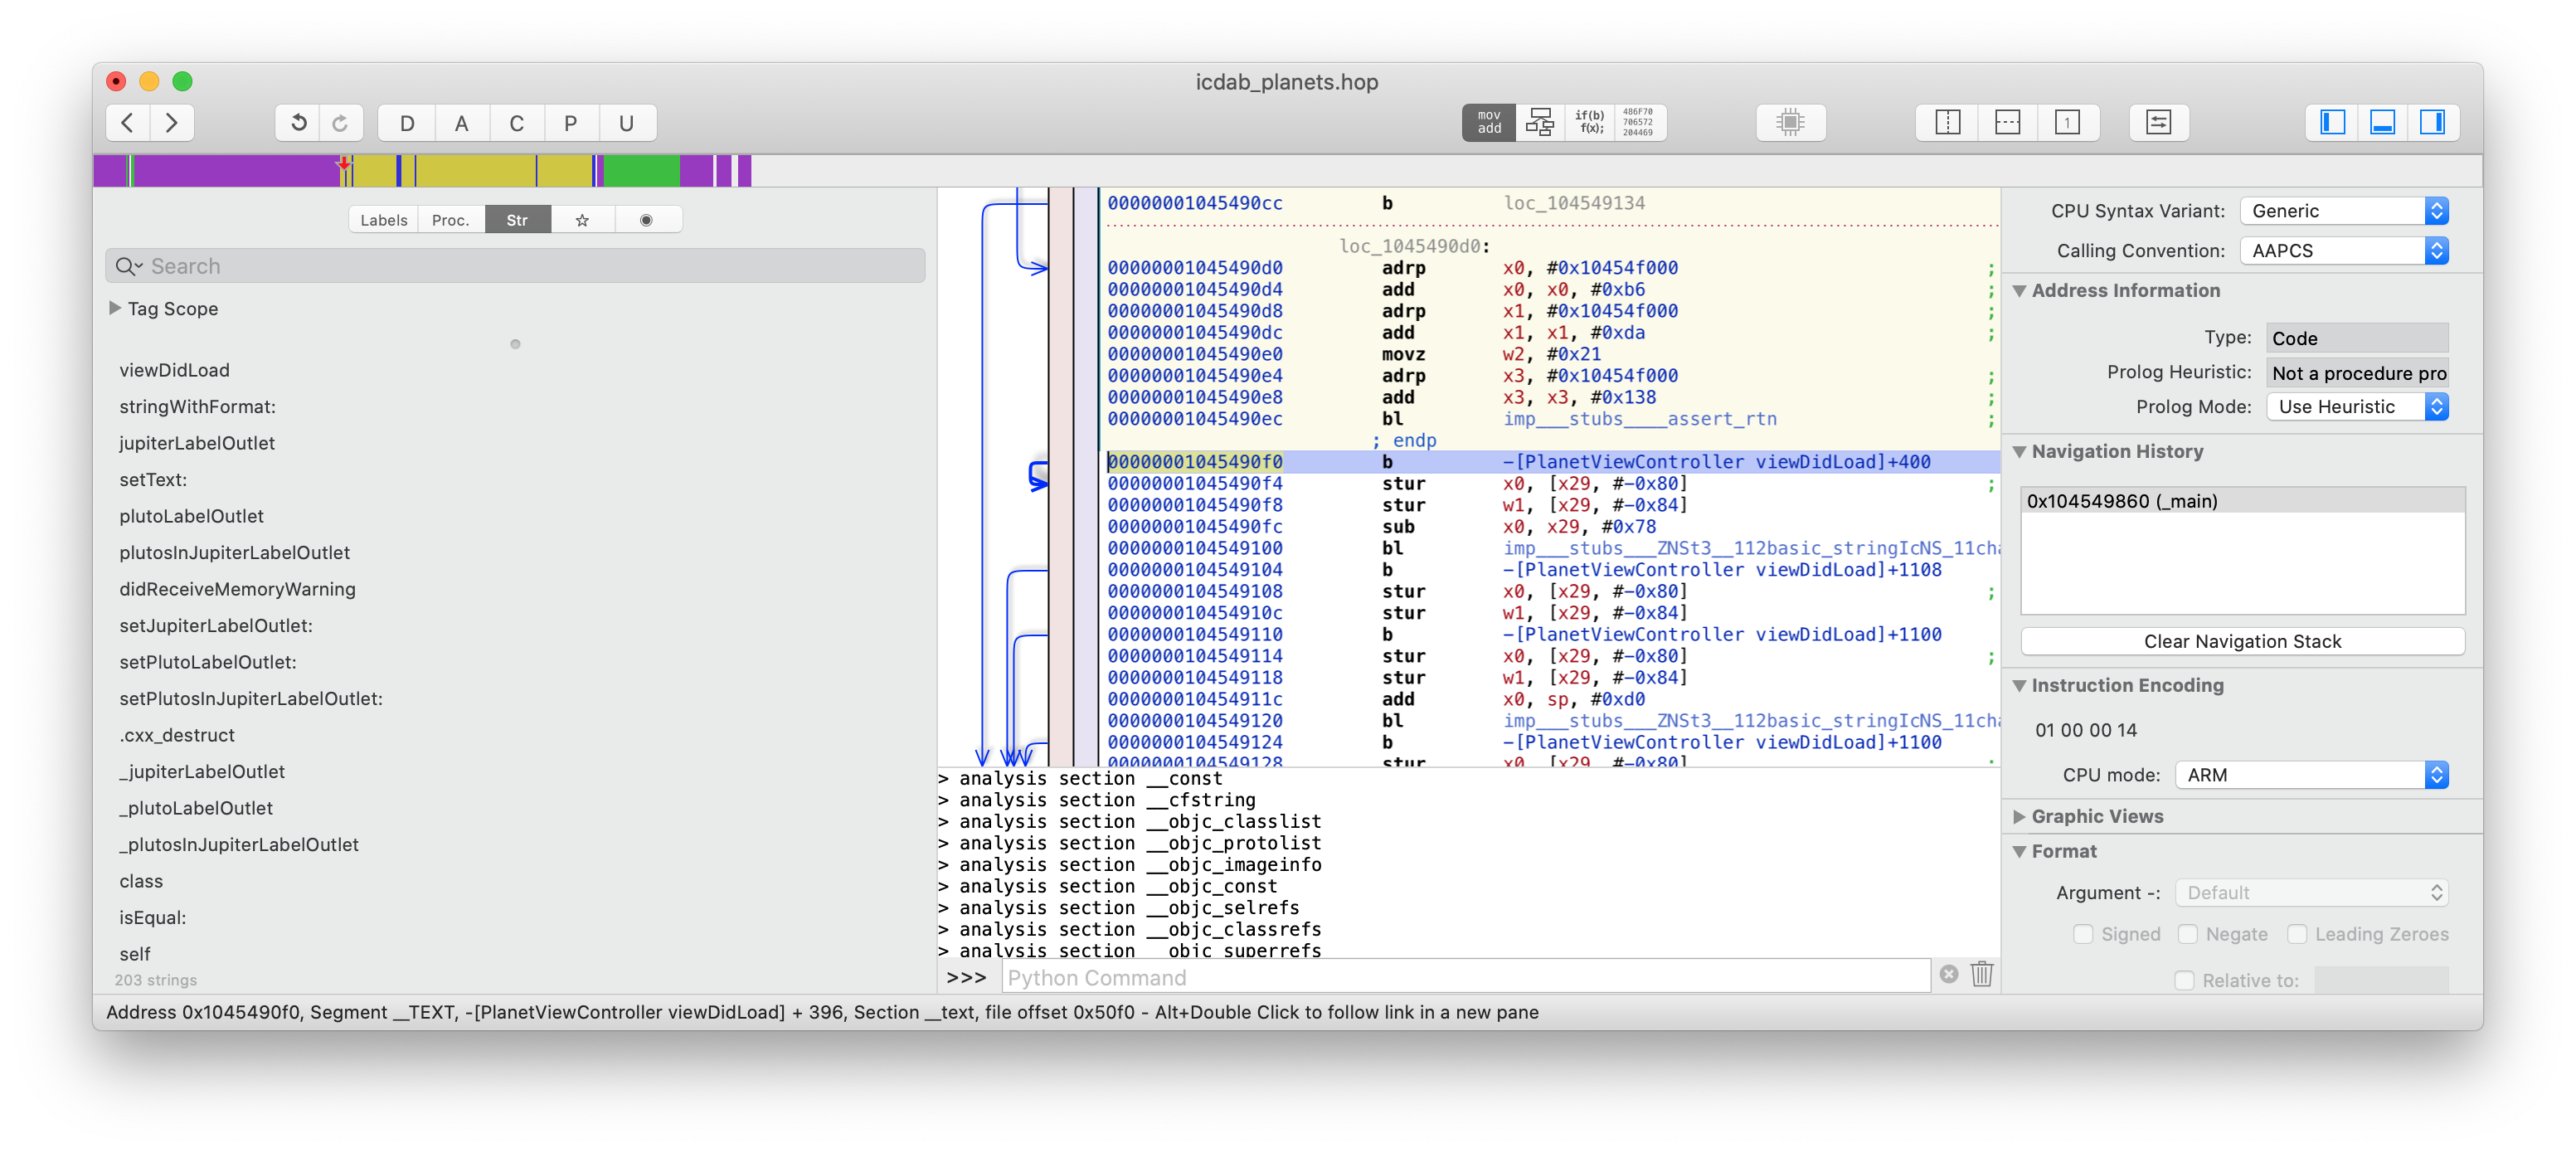 icdab_planets.hop
D A C P U
mov add
if(b) f(x);
486F70 706572 204469
1
Labels Proc. Str
Search
Tag Scope
viewDidLoad
stringWithFormat:
jupiterLabelOutlet
setText:
plutoLabelOutlet
plutosInJupiterLabelOutlet
didReceiveMemoryWarning
setJupiterLabelOutlet:
setPlutoLabelOutlet:
setPlutosInJupiterLabelOutlet:
.cxx_destruct
_jupiterLabelOutlet
_plutoLabelOutlet
_plutosInJupiterLabelOutlet
class
isEqual:
self
203 strings
00000001045490cc b loc_104549134
loc_1045490d0:
00000001045490d0 adrp x0, #0x10454f000 ;
00000001045490d4 add x0, x0, #0xb6 ;
00000001045490d8 adrp x1, #0x10454f000 ;
00000001045490dc add x1, x1, #0xda ;
00000001045490e0 movz w2, #0x21
00000001045490e4 adrp x3, #0x10454f000 ;
00000001045490e8 add x3, x3, #0x138 ;
00000001045490ec bl imp___stubs____assert_rtn ;
; endp
00000001045490f0 b -[PlanetViewController viewDidLoad]+400
00000001045490f4 stur x0, [x29, #-0x80] ;
00000001045490f8 stur w1, [x29, #-0x84]
00000001045490fc sub x0, x29, #0x78
0000000104549100 bl imp___stubs___ZNSt3__112basic_stringIcNS_11cha
0000000104549104 b -[PlanetViewController viewDidLoad]+1108
0000000104549108 stur x0, [x29, #-0x80] ;
000000010454910c stur w1, [x29, #-0x84]
0000000104549110 b -[PlanetViewController viewDidLoad]+1100
0000000104549114 stur x0, [x29, #-0x80] ;
0000000104549118 stur w1, [x29, #-0x84]
000000010454911c add x0, sp, #0xd0
0000000104549120 bl imp___stubs___ZNSt3__112basic_stringIcNS_11cha
0000000104549124 b -[PlanetViewController viewDidLoad]+1100
0000000104549128 stur x0, [x29, #-0x80] ;
> analysis section __const
> analysis section __cfstring
> analysis section __objc_classlist
> analysis section __objc_protolist
> analysis section __objc_imageinfo
> analysis section __objc_const
> analysis section __objc_selrefs
> analysis section __objc_classrefs
> analysis section __objc_superrefs
>>> Python Command
CPU Syntax Variant: Generic
Calling Convention: AAPCS
Address Information
Type: Code
Prolog Heuristic: Not a procedure pro
Prolog Mode: Use Heuristic
Navigation History
0x104549860 (_main)
Clear Navigation Stack
Instruction Encoding
01 00 00 14
CPU mode: ARM
Graphic Views
Format
Argument -: Default
Signed Negate Leading Zeroes
Relative to:
Address 0x1045490f0, Segment __TEXT, -[PlanetViewController viewDidLoad] + 396, Section __text, file offset 0x50f0 - Alt+Double Click to follow link in a new pane